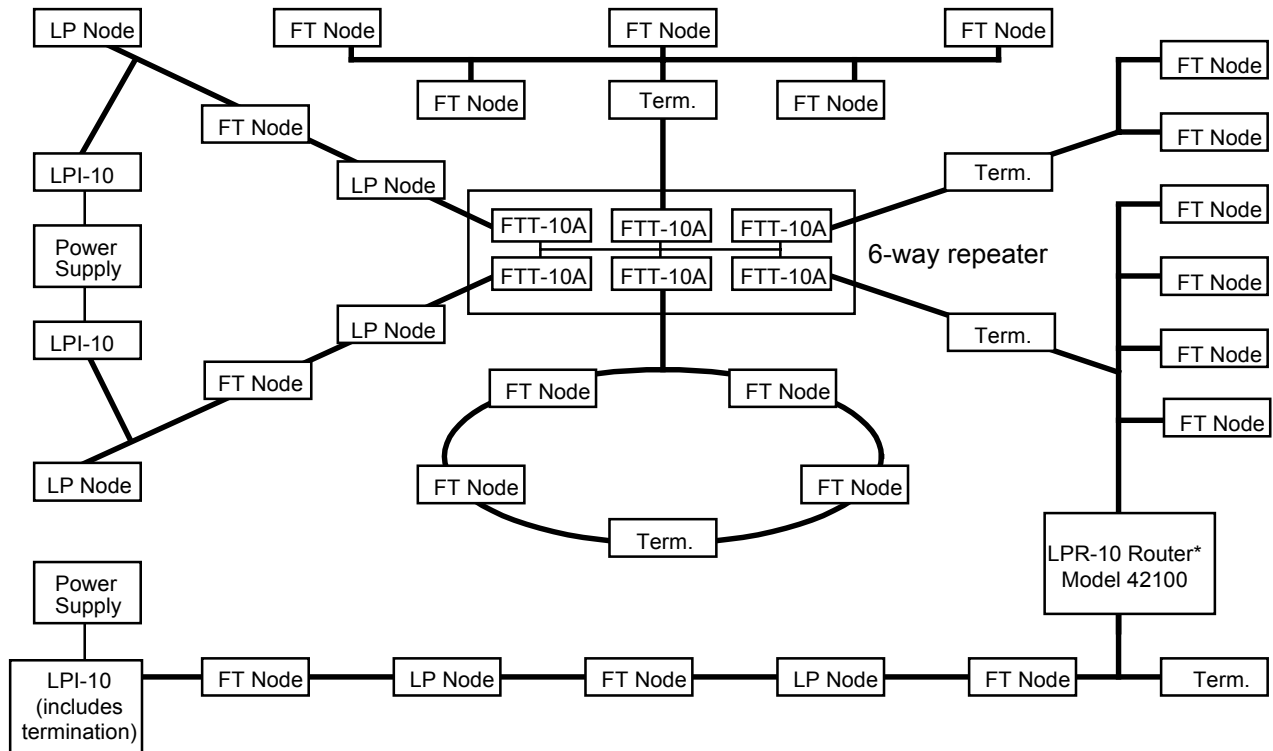 LP Node
FT Node
FT Node
FT Node
FT Node
FT Node
Term.
FT Node
FT Node
FT Node
LPI-10
LP Node
Term.
FTT-10A
FTT-10A
FTT-10A
FT Node
Power
Supply
6-way repeater
FTT-10A
FTT-10A
FTT-10A
FT Node
LPI-10
LP Node
Term.
FT Node
FT Node
FT Node
FT Node
FT Node
LP Node
FT Node
FT Node
Term.
LPR-10 Router*
Model 42100
Power
Supply
LPI-10
(includes
termination)
FT Node
LP Node
FT Node
LP Node
FT Node
Term.